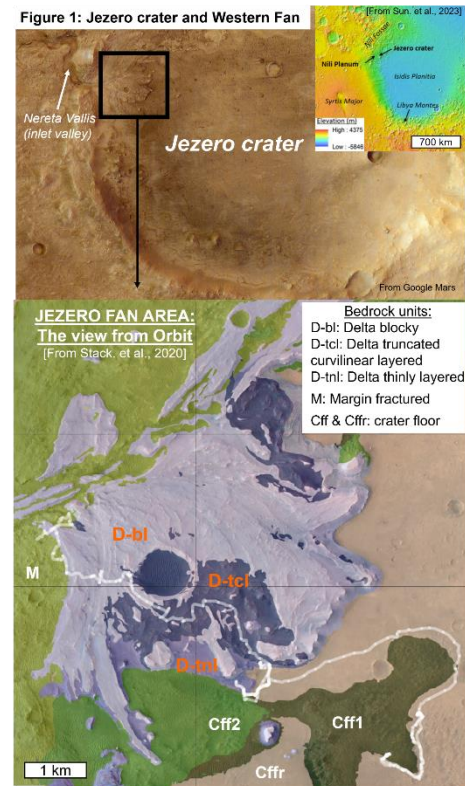 Figure 1: Jezero crater and Western Fan
[From Sun. et al., 2023]
Nili Fossae
Jezero crater
Nili Planum
Isidis Planitia
Syrtis Major
Libya Montes
Elevation (m)
High : 4375
Low : -5846
700 km
Nereta Vallis
(inlet valley)
Jezero crater
From Google Mars
JEZERO FAN AREA:
The view from Orbit
[From Stack. et al., 2020]
Bedrock units:
D-bl: Delta blocky
D-tcl: Delta truncated
curvilinear layered
D-tnl: Delta thinly layered
M: Margin fractured
Cff & Cffr: crater floor
D-bl
M
D-tcl
D-tnl
Cff2
Cff1
Cffr
1 km